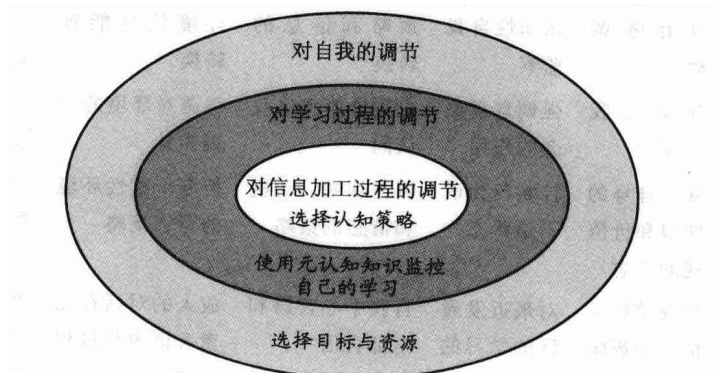 对自我的调节
对学习过程的调节
对信息加工过程的调节
选择认知策略
使用元认知知识监控
自己的学习
选择目标与资源